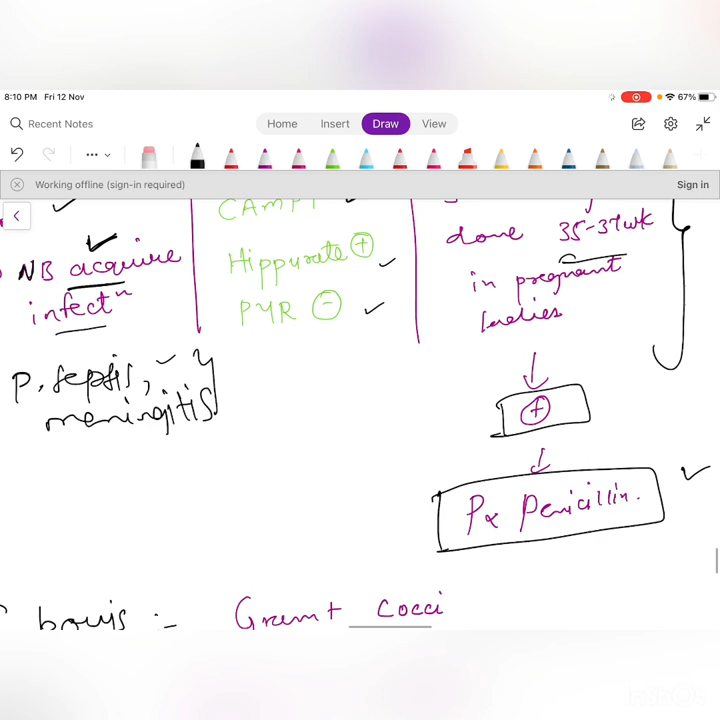 8:10 PM Fri 12 Nov
67%
Recent Notes
Home Insert Draw View
Working offline (sign-in required)
Sign in
CAMP
NB acquire
infectⁿ
P. sepsis,
meningitis
Hippurate +
PYR -
done 35-37wk
in pregnant
ladies
+
Px Penicillin.
bovis :- Gram+ cocci